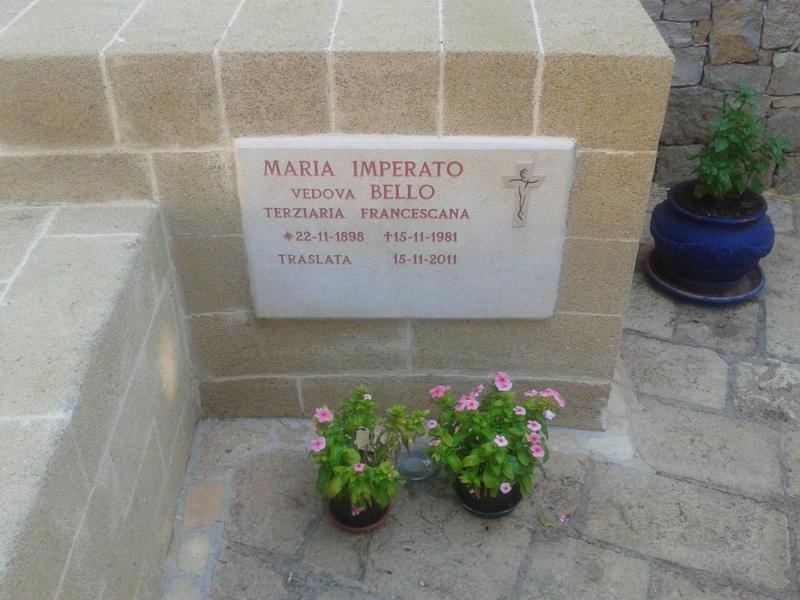 MARIA IMPERATO
VEDOVA BELLO
TERZIARIA FRANCESCANA
*22-11-1898 †15-11-1981
TRASLATA 15-11-2011